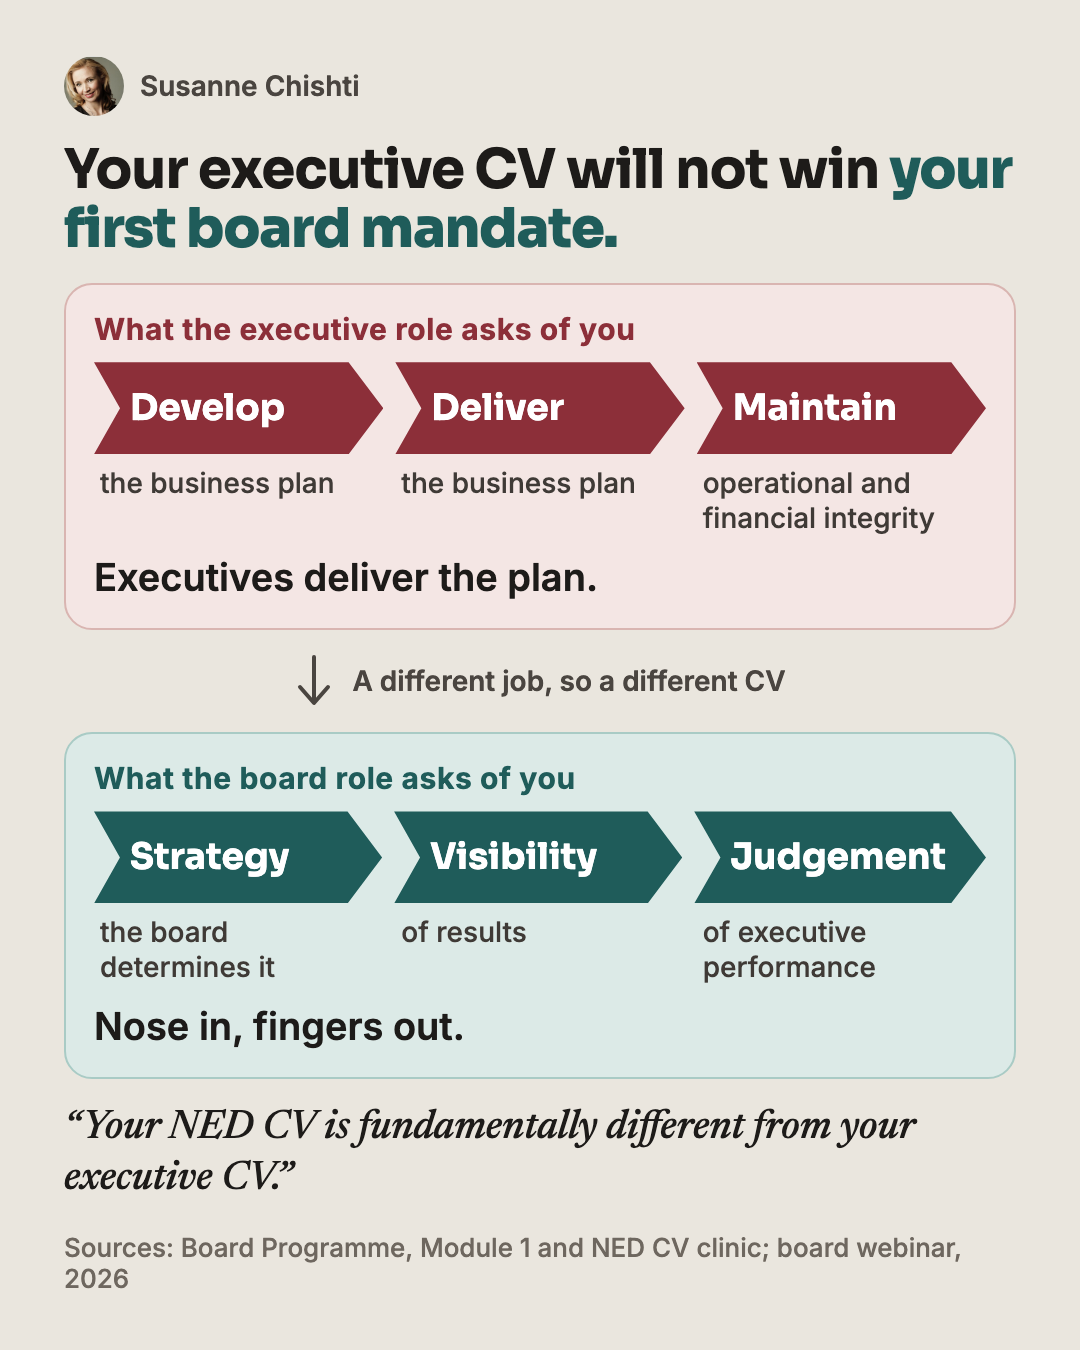 Susanne Chishti
Your executive CV will not win your
first board mandate.
What the executive role asks of you
Develop
Deliver
Maintain
the business plan
the business plan
operational and
financial integrity
Executives deliver the plan.
A different job, so a different CV
What the board role asks of you
Strategy
Visibility
Judgement
the board
determines it
of results
of executive
performance
Nose in, fingers out.
“Your NED CV is fundamentally different from your
executive CV.”
Sources: Board Programme, Module 1 and NED CV clinic; board webinar,
2026